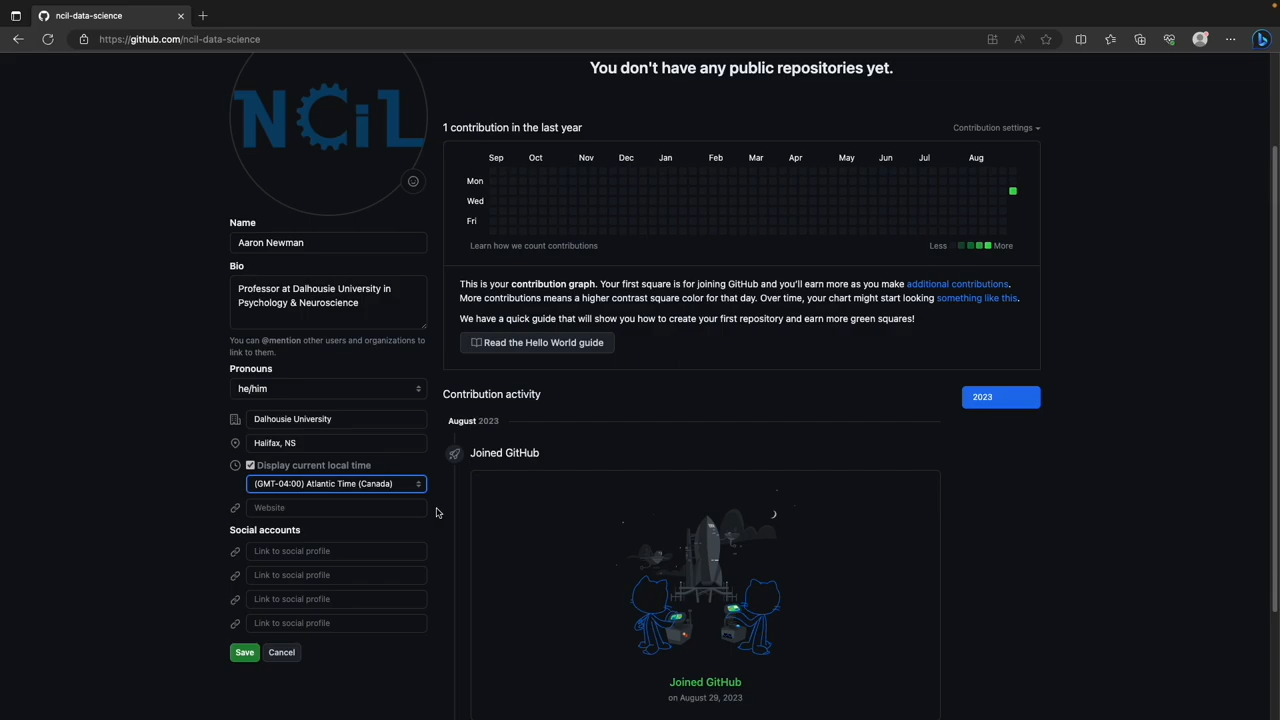 ncil-data-science
https://github.com/ncil-data-science
You don't have any public repositories yet.
NCiL
Name
Aaron Newman
Bio
Professor at Dalhousie University in
Psychology & Neuroscience
You can @mention other users and organizations to
link to them.
Pronouns
he/him
Dalhousie University
Halifax, NS
Display current local time
(GMT-04:00) Atlantic Time (Canada)
Website
Social accounts
Link to social profile
Link to social profile
Link to social profile
Link to social profile
Save Cancel
1 contribution in the last year
Contribution settings
Sep Oct Nov Dec Jan Feb Mar Apr May Jun Jul Aug
Mon
Wed
Fri
Learn how we count contributions
Less More
This is your contribution graph. Your first square is for joining GitHub and you'll earn more as you make additional contributions.
More contributions means a higher contrast square color for that day. Over time, your chart might start looking something like this.
We have a quick guide that will show you how to create your first repository and earn more green squares!
Read the Hello World guide
Contribution activity
2023
August 2023
Joined GitHub
Joined GitHub
on August 29, 2023